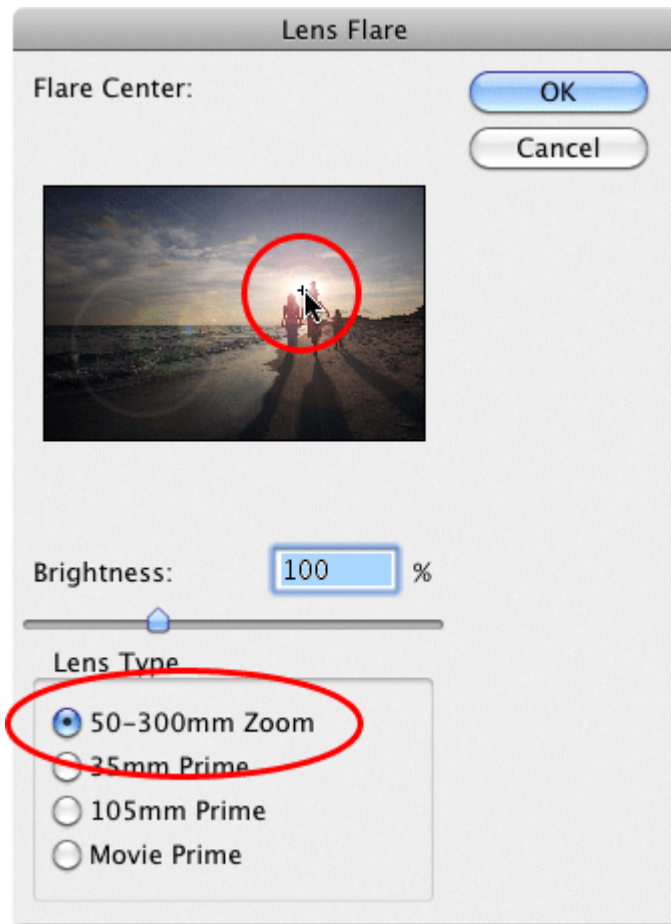 Lens Flare
Flare Center:
OK
Cancel
Brightness: 100 %
Lens Type
50-300mm Zoom
35mm Prime
105mm Prime
Movie Prime